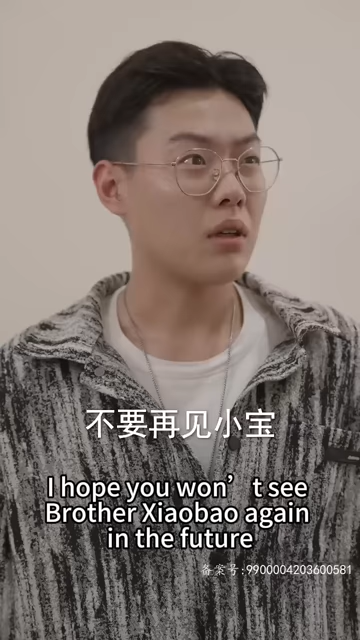 不要再见小宝
I hope you won't see
Brother Xiaobao again
in the future
备案号:9900004203600581